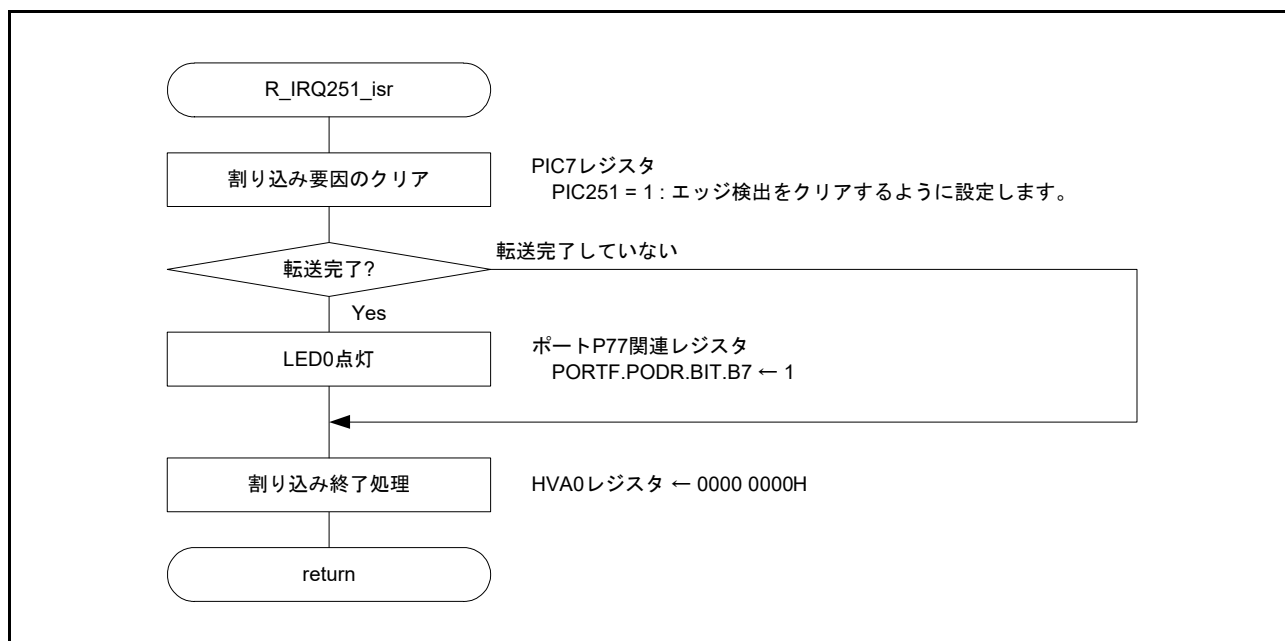 R_IRQ251_isr
割り込み要因のクリア
PIC7レジスタ
PIC251 = 1 : エッジ検出をクリアするように設定します。
転送完了?
転送完了していない
Yes
LED0点灯
ポートP77関連レジスタ
PORTF.PODR.BIT.B7 ← 1
割り込み終了処理
HVA0レジスタ ← 0000 0000H
return